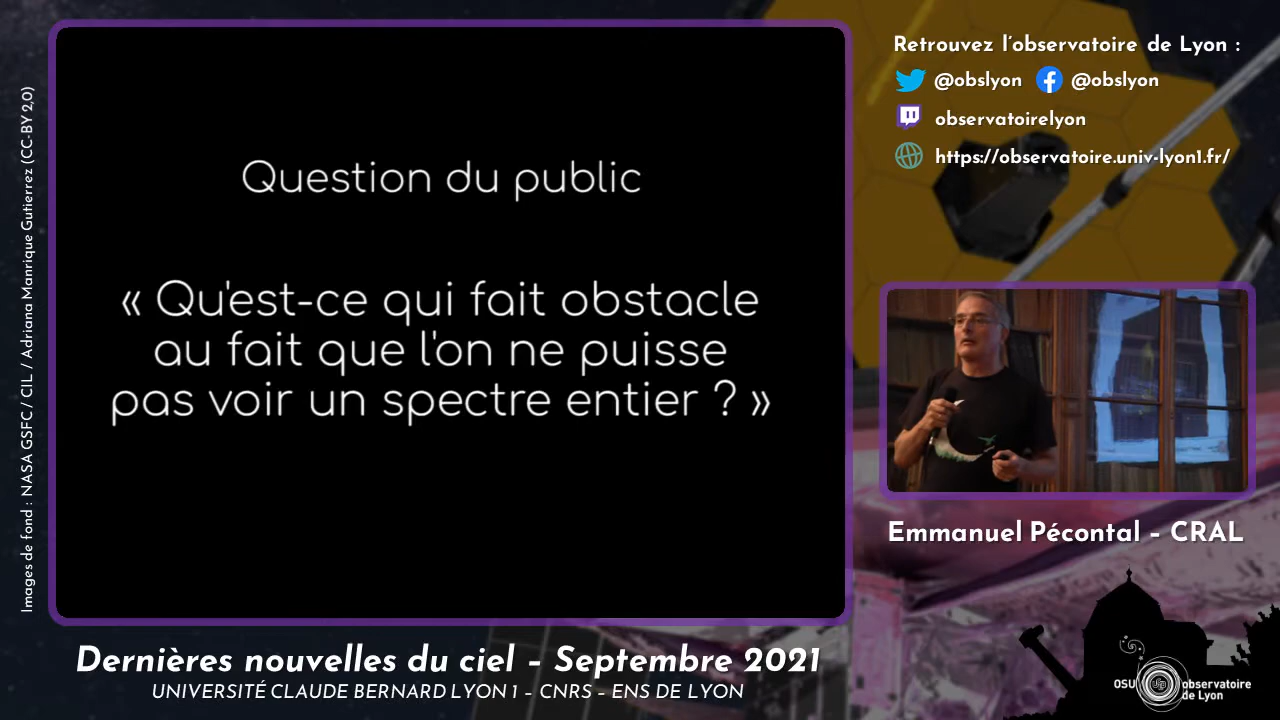 Images de fond : NASA GSFC / CIL / Adriana Manrique Gutierrez (CC-BY 2,0)
Question du public
« Qu'est-ce qui fait obstacle
au fait que l'on ne puisse
pas voir un spectre entier ? »
Dernières nouvelles du ciel – Septembre 2021
UNIVERSITÉ CLAUDE BERNARD LYON 1 – CNRS – ENS DE LYON
Retrouvez l'observatoire de Lyon :
@obslyon @obslyon
observatoirelyon
https://observatoire.univ-lyon1.fr/
Emmanuel Pécontal – CRAL
OSU observatoire
de Lyon